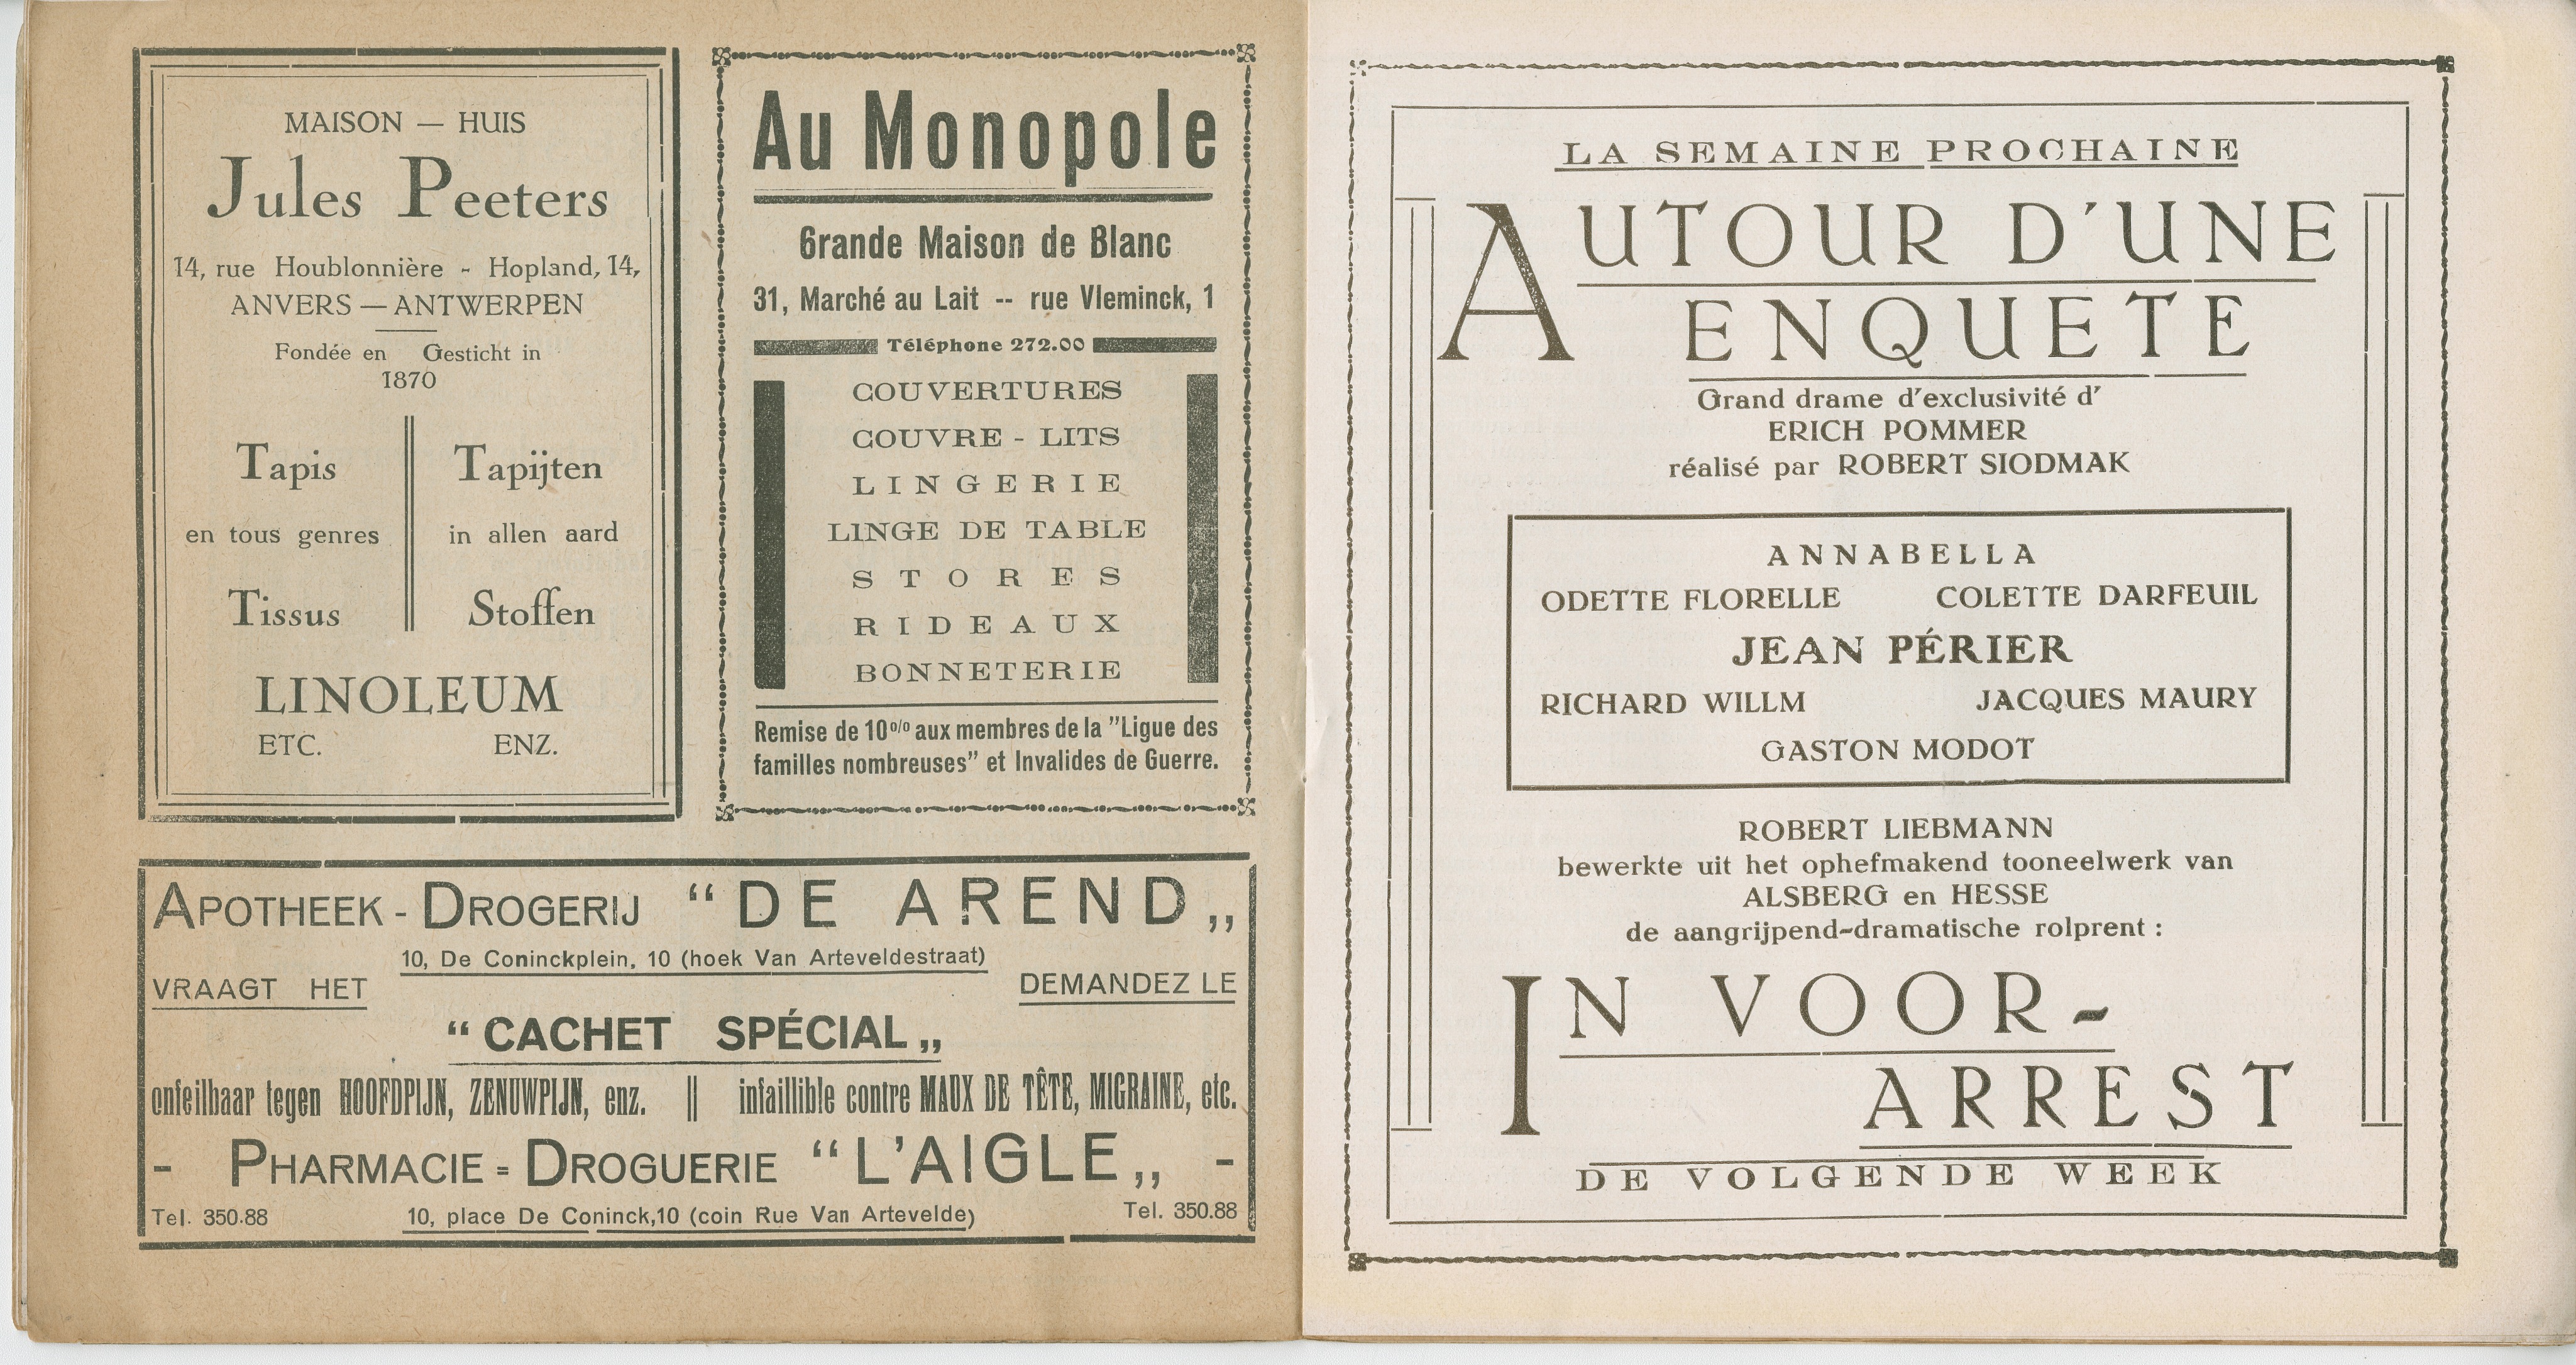 MAISON — HUIS
Jules Peeters
14, rue Houblonnière - Hopland, 14,
ANVERS — ANTWERPEN
Fondée en Gesticht in
1870
Tapis Tapijten
en tous genres in allen aard
Tissus Stoffen
LINOLEUM
ETC. ENZ.
Au Monopole
Grande Maison de Blanc
31, Marché au Lait -- rue Vleminck, 1
Téléphone 272.00
COUVERTURES
COUVRE - LITS
LINGERIE
LINGE DE TABLE
STORES
RIDEAUX
BONNETERIE
Remise de 10% aux membres de la "Ligue des
familles nombreuses" et Invalides de Guerre.
APOTHEEK - DROGERIJ “DE AREND„
10, De Coninckplein, 10 (hoek Van Arteveldestraat)
VRAAGT HET DEMANDEZ LE
“CACHET SPÉCIAL„
onfeilbaar tegen HOOFDPIJN, ZENUWPIJN, enz. || infaillible contre MAUX DE TÊTE, MIGRAINE, etc.
- PHARMACIE = DROGUERIE “L'AIGLE„ -
Tel. 350.88 10, place De Coninck,10 (coin Rue Van Artevelde) Tel. 350.88
LA SEMAINE PROCHAINE
AUTOUR D'UNE
ENQUETE
Grand drame d'exclusivité d'
ERICH POMMER
réalisé par ROBERT SIODMAK
ANNABELLA
ODETTE FLORELLE COLETTE DARFEUIL
JEAN PÉRIER
RICHARD WILLM JACQUES MAURY
GASTON MODOT
ROBERT LIEBMANN
bewerkte uit het ophefmakend tooneelwerk van
ALSBERG en HESSE
de aangrijpend-dramatische rolprent :
IN VOOR-
ARREST
DE VOLGENDE WEEK